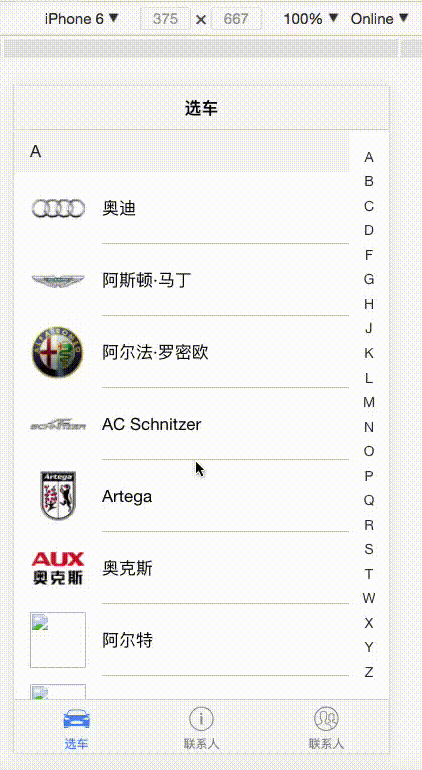 iPhone 6 ▼ 375 × 667 100% ▼ Online ▼
选车
A
奥迪
阿斯顿·马丁
阿尔法·罗密欧
AC Schnitzer
Artega
Artega
AUX
奥克斯
奥克斯
阿尔特
A
B
C
D
F
G
H
J
K
L
M
N
O
P
Q
R
S
T
W
X
Y
Z
选车
联系人
联系人